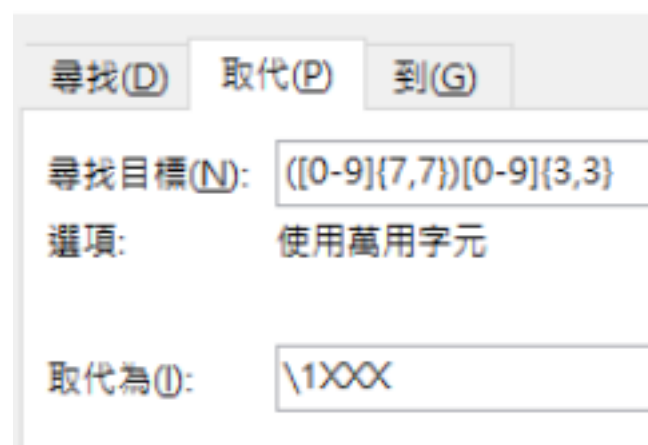 尋找(D) 取代(P) 到(G)
尋找目標(N): ([0-9]{7,7})[0-9]{3,3}
選項: 使用萬用字元
取代為(I): \1XXX